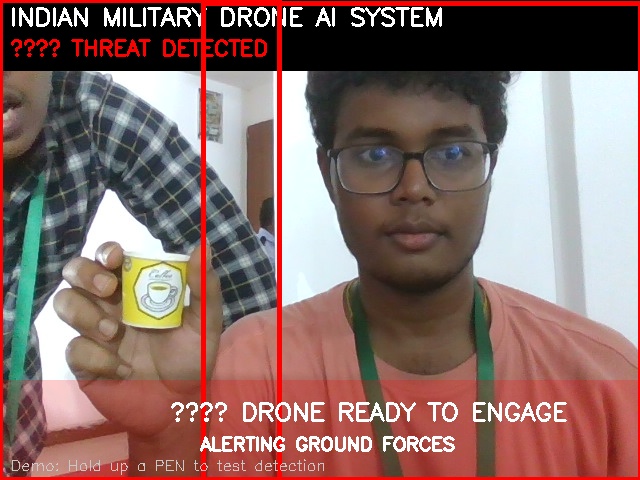 INDIAN MILITARY DRONE AI SYSTEM
???? THREAT DETECTED
Coffee
???? DRONE READY TO ENGAGE
ALERTING GROUND FORCES
Demo: Hold up a PEN to test detection